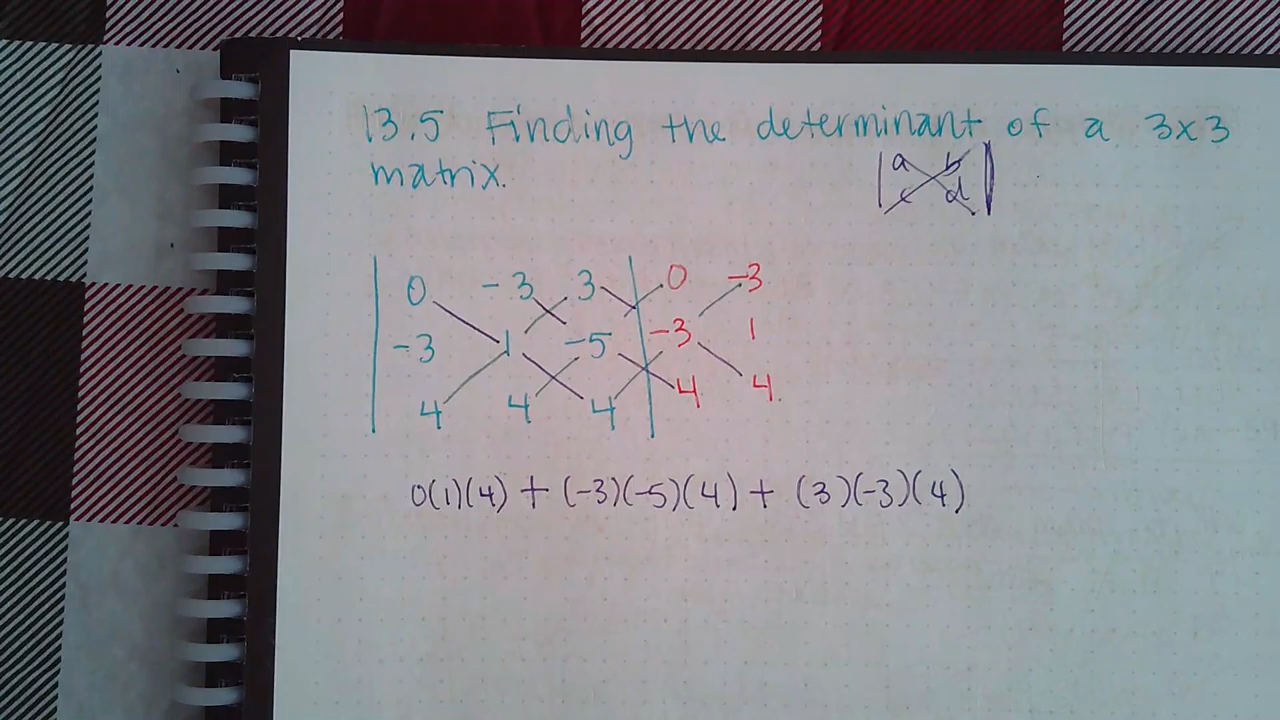 13.5 Finding the determinant of a 3x3
matrix.
a b
c d
0 -3 3 0 -3
-3 1 -5 -3 1
4 4 4 4 4
0(1)(4) + (-3)(-5)(4) + (3)(-3)(4)